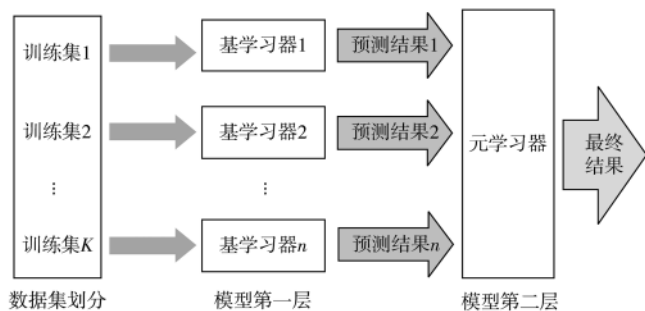 训练集1
基学习器1
预测结果1
训练集2
基学习器2
预测结果2
元学习器
最终
结果
⋮
⋮
训练集K
基学习器n
预测结果n
数据集划分
模型第一层
模型第二层